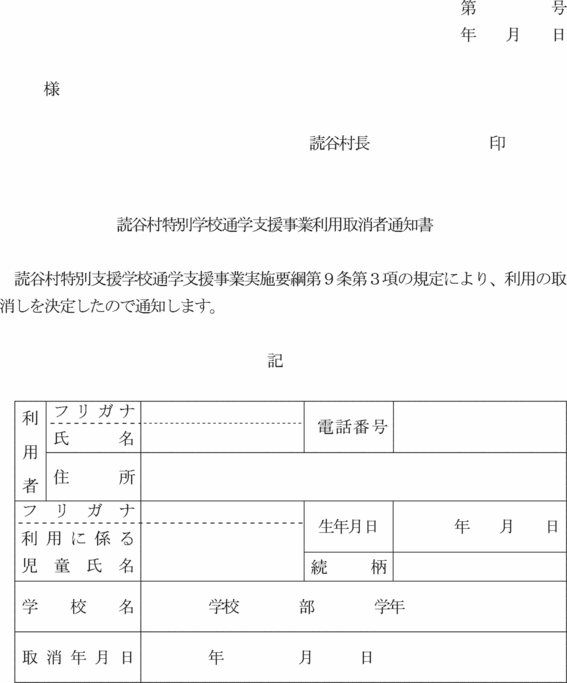 第　　　　　号
年　　月　　日
様
読谷村長　　　　　　　　印
読谷村特別学校通学支援事業利用取消者通知書
読谷村特別支援学校通学支援事業実施要綱第９条第３項の規定により、利用の取
消しを決定したので通知します。
記
利用者
フリガナ
氏　　　名
電話番号
住　　　所
フリガナ
利用に係る
児童氏名
生年月日
年　　月　　日
続　　　柄
学　校　名
学校　　　　部　　　　学年
取消年月日
年　　　　　月　　　日